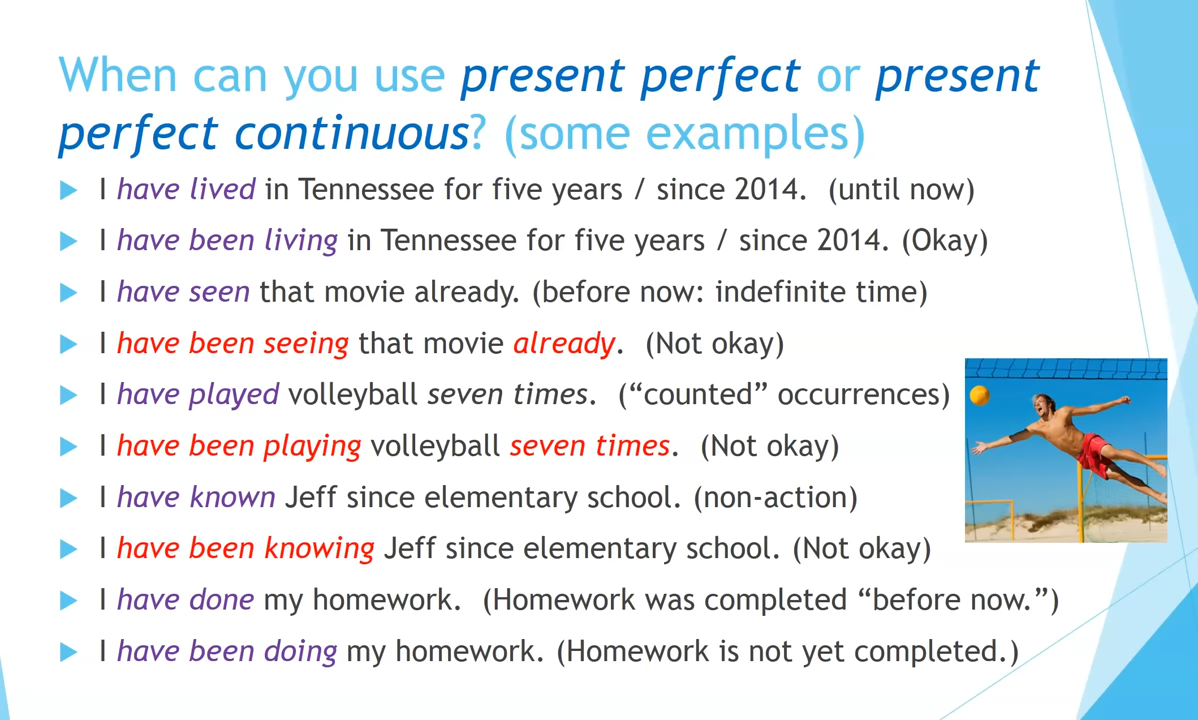 When can you use present perfect or present
perfect continuous? (some examples)
I have lived in Tennessee for five years / since 2014. (until now)
I have been living in Tennessee for five years / since 2014. (Okay)
I have seen that movie already. (before now: indefinite time)
I have been seeing that movie already. (Not okay)
I have played volleyball seven times. (“counted” occurrences)
I have been playing volleyball seven times. (Not okay)
I have known Jeff since elementary school. (non-action)
I have been knowing Jeff since elementary school. (Not okay)
I have done my homework. (Homework was completed “before now.”)
I have been doing my homework. (Homework is not yet completed.)